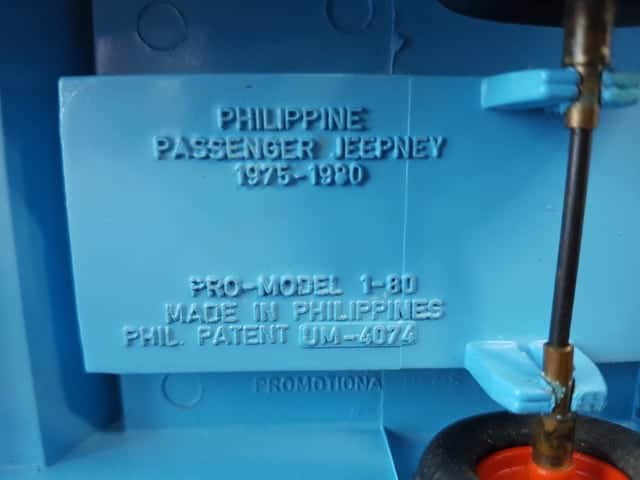 PHILIPPINE
PASSENGER JEEPNEY
1975-1980
PRO-MODEL 1-80
MADE IN PHILIPPINES
PHIL. PATENT UM-4074